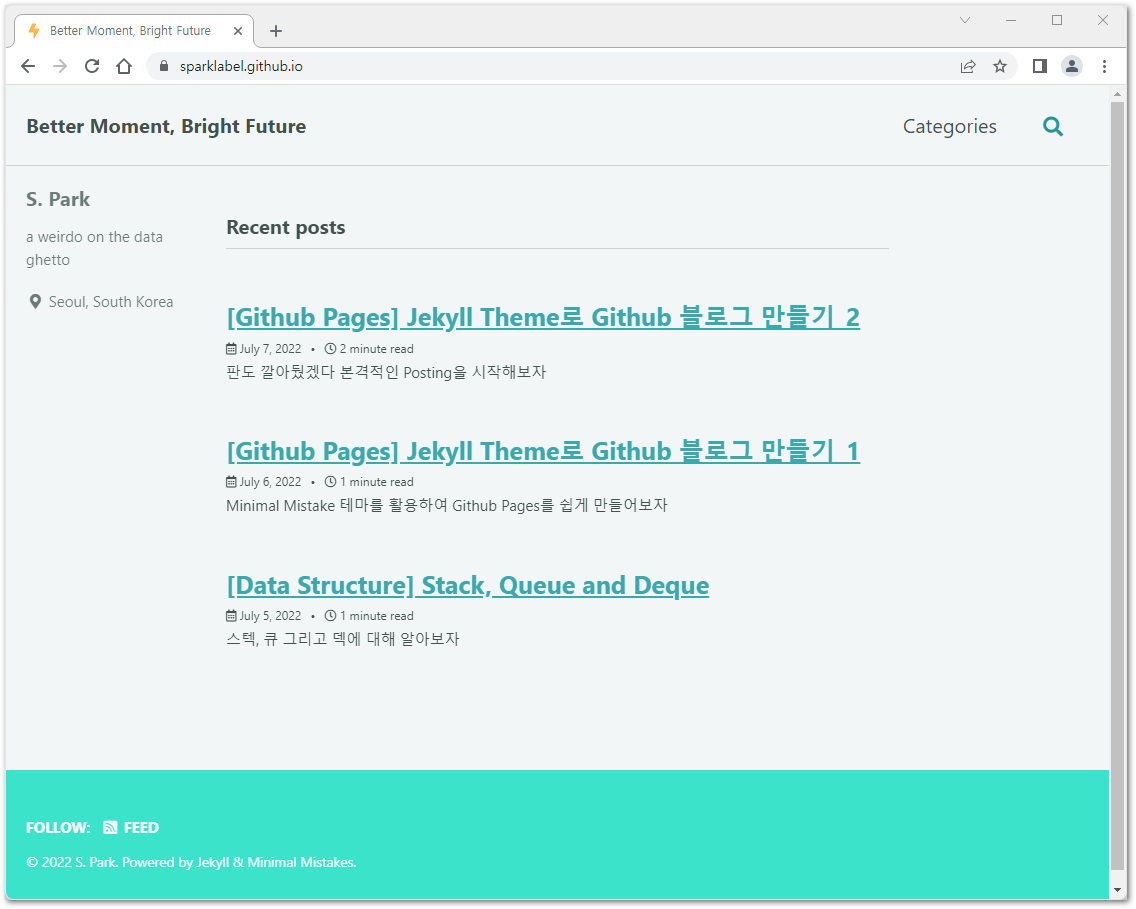 Better Moment, Bright Future
sparklabel.github.io
Better Moment, Bright Future
Categories
S. Park
a weirdo on the data
ghetto
Seoul, South Korea
Recent posts
[Github Pages] Jekyll Theme로 Github 블로그 만들기 2
July 7, 2022 • 2 minute read
판도 깔아뒀겠다 본격적인 Posting을 시작해보자
[Github Pages] Jekyll Theme로 Github 블로그 만들기 1
July 6, 2022 • 1 minute read
Minimal Mistake 테마를 활용하여 Github Pages를 쉽게 만들어보자
[Data Structure] Stack, Queue and Deque
July 5, 2022 • 1 minute read
스텍, 큐 그리고 덱에 대해 알아보자
FOLLOW: FEED
© 2022 S. Park. Powered by Jekyll & Minimal Mistakes.